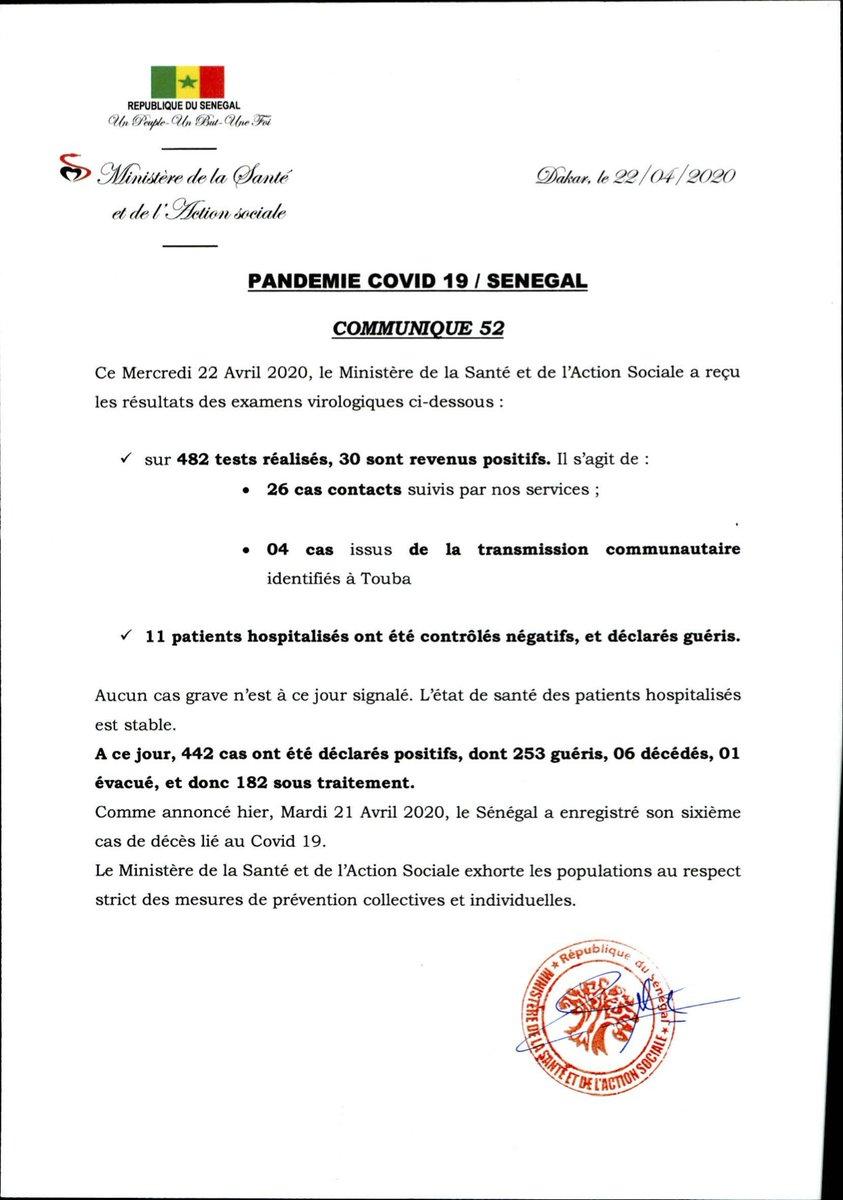 REPUBLIQUE DU SENEGAL
Un Peuple - Un But - Une Foi
Ministère de la Santé
et de l'Action sociale
Dakar, le 22/04/2020
PANDEMIE COVID 19 / SENEGAL
COMMUNIQUE 52
Ce Mercredi 22 Avril 2020, le Ministère de la Santé et de l'Action Sociale a reçu
les résultats des examens virologiques ci-dessous :
✓ sur 482 tests réalisés, 30 sont revenus positifs. Il s'agit de :
• 26 cas contacts suivis par nos services ;
• 04 cas issus de la transmission communautaire
identifiés à Touba
✓ 11 patients hospitalisés ont été contrôlés négatifs, et déclarés guéris.
Aucun cas grave n'est à ce jour signalé. L'état de santé des patients hospitalisés
est stable.
A ce jour, 442 cas ont été déclarés positifs, dont 253 guéris, 06 décédés, 01
évacué, et donc 182 sous traitement.
Comme annoncé hier, Mardi 21 Avril 2020, le Sénégal a enregistré son sixième
cas de décès lié au Covid 19.
Le Ministère de la Santé et de l'Action Sociale exhorte les populations au respect
strict des mesures de prévention collectives et individuelles.
★ République du Sénégal ★
MINISTÈRE DE LA SANTÉ ET DE L'ACTION SOCIALE